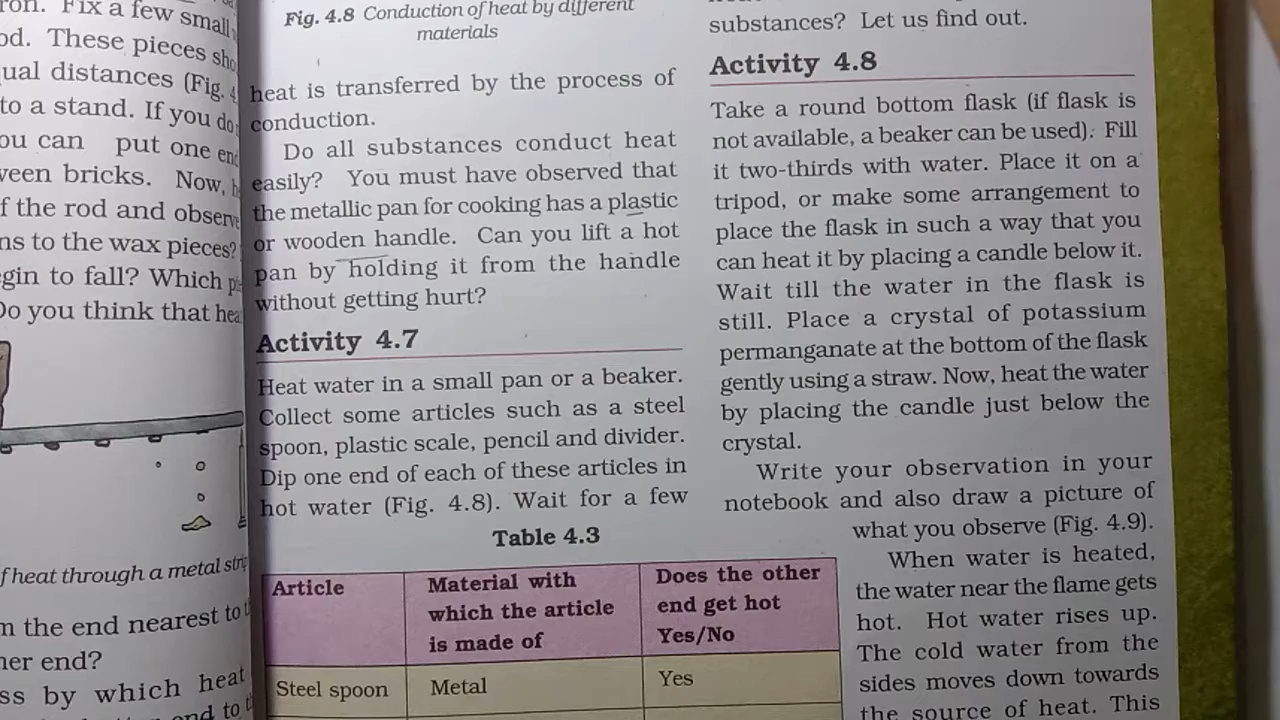 Fix a few small
These pieces
ual distances (Fig.
to a stand. If you do
ou can put one end
ween bricks. Now,
f the rod and observe
ns to the wax pieces?
gin to fall? Which
Do you think that
f heat through a metal
m the end nearest to
her end?
ss by which heat
end to
Fig. 4.8 Conduction of heat by different
materials
heat is transferred by the process of
conduction.
Do all substances conduct heat
easily? You must have observed that
the metallic pan for cooking has a plastic
or wooden handle. Can you lift a hot
pan by holding it from the handle
without getting hurt?
Activity 4.7
Heat water in a small pan or a beaker.
Collect some articles such as a steel
spoon, plastic scale, pencil and divider.
Dip one end of each of these articles in
hot water (Fig. 4.8). Wait for a few
Table 4.3
Article Material with which the article is made of Does the other end get hot Yes/No
Steel spoon Metal Yes
substances? Let us find out.
Activity 4.8
Take a round bottom flask (if flask is
not available, a beaker can be used). Fill
it two-thirds with water. Place it on a
tripod, or make some arrangement to
place the flask in such a way that you
can heat it by placing a candle below it.
Wait till the water in the flask is
still. Place a crystal of potassium
permanganate at the bottom of the flask
gently using a straw. Now, heat the water
by placing the candle just below the
crystal.
Write your observation in your
notebook and also draw a picture of
what you observe (Fig. 4.9).
When water is heated,
the water near the flame gets
hot. Hot water rises up.
The cold water from the
sides moves down towards
the source of heat. This